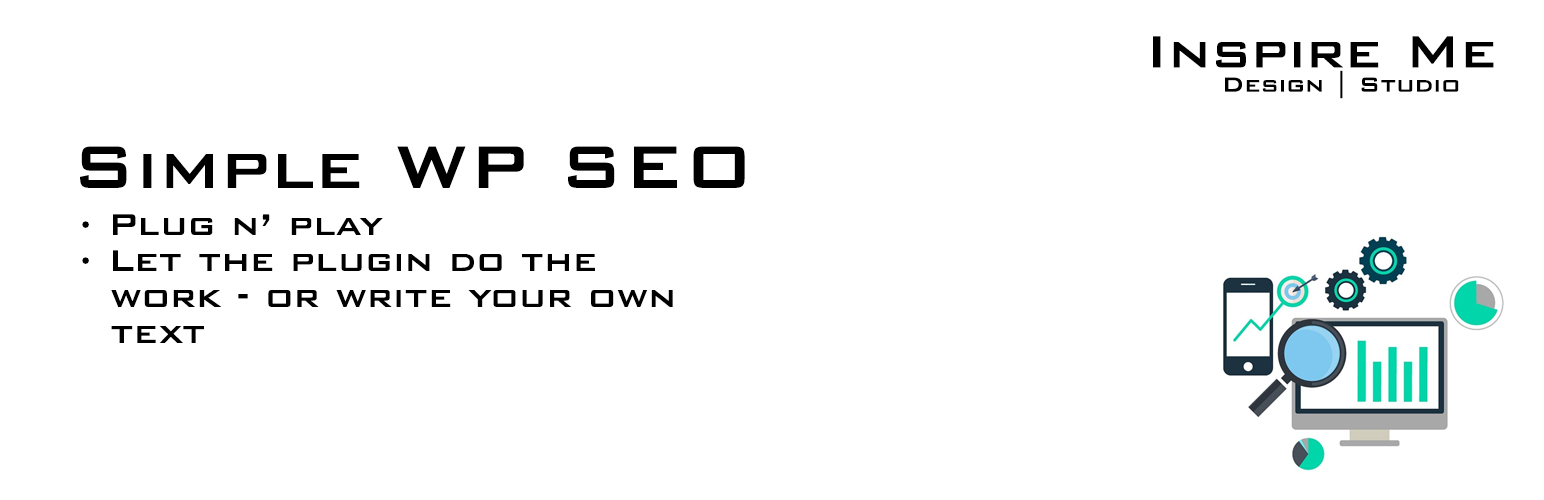 Inspire Me
Design | Studio
Simple WP SEO
• Plug n’ play
• Let the plugin do the
work - or write your own
text